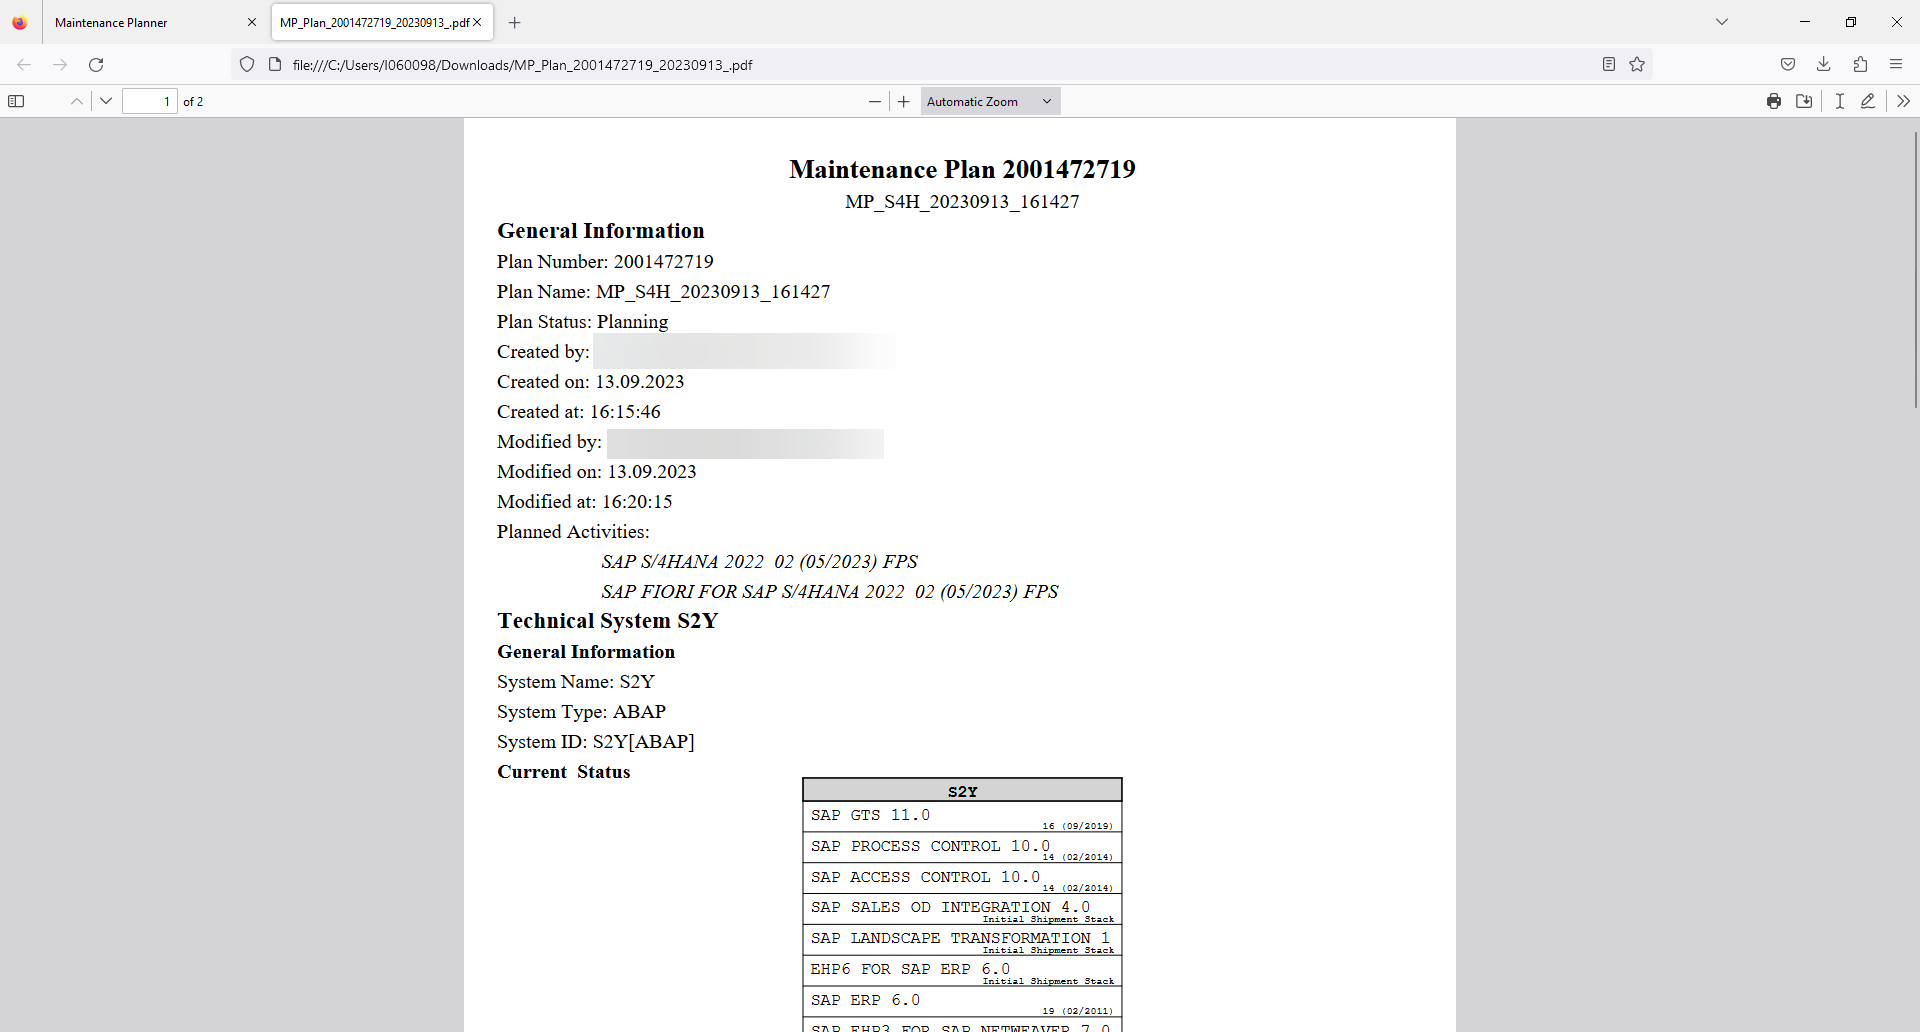 Maintenance Planner
MP_Plan_2001472719_20230913_.pdf
file:///C:/Users/I060098/Downloads/MP_Plan_2001472719_20230913_.pdf
1 of 2
Automatic Zoom
Maintenance Plan 2001472719
MP_S4H_20230913_161427
General Information
Plan Number: 2001472719
Plan Name: MP_S4H_20230913_161427
Plan Status: Planning
Created by:
Created on: 13.09.2023
Created at: 16:15:46
Modified by:
Modified on: 13.09.2023
Modified at: 16:20:15
Planned Activities:
SAP S/4HANA 2022  02 (05/2023) FPS
SAP FIORI FOR SAP S/4HANA 2022  02 (05/2023) FPS
Technical System S2Y
General Information
System Name: S2Y
System Type: ABAP
System ID: S2Y[ABAP]
Current  Status
S2Y
SAP GTS 11.0
16 (09/2019)
SAP PROCESS CONTROL 10.0
14 (02/2014)
SAP ACCESS CONTROL 10.0
14 (02/2014)
SAP SALES OD INTEGRATION 4.0
Initial Shipment Stack
SAP LANDSCAPE TRANSFORMATION 1
Initial Shipment Stack
EHP6 FOR SAP ERP 6.0
Initial Shipment Stack
SAP ERP 6.0
19 (02/2011)
SAP EHP3 FOR SAP NETWEAVER 7.0